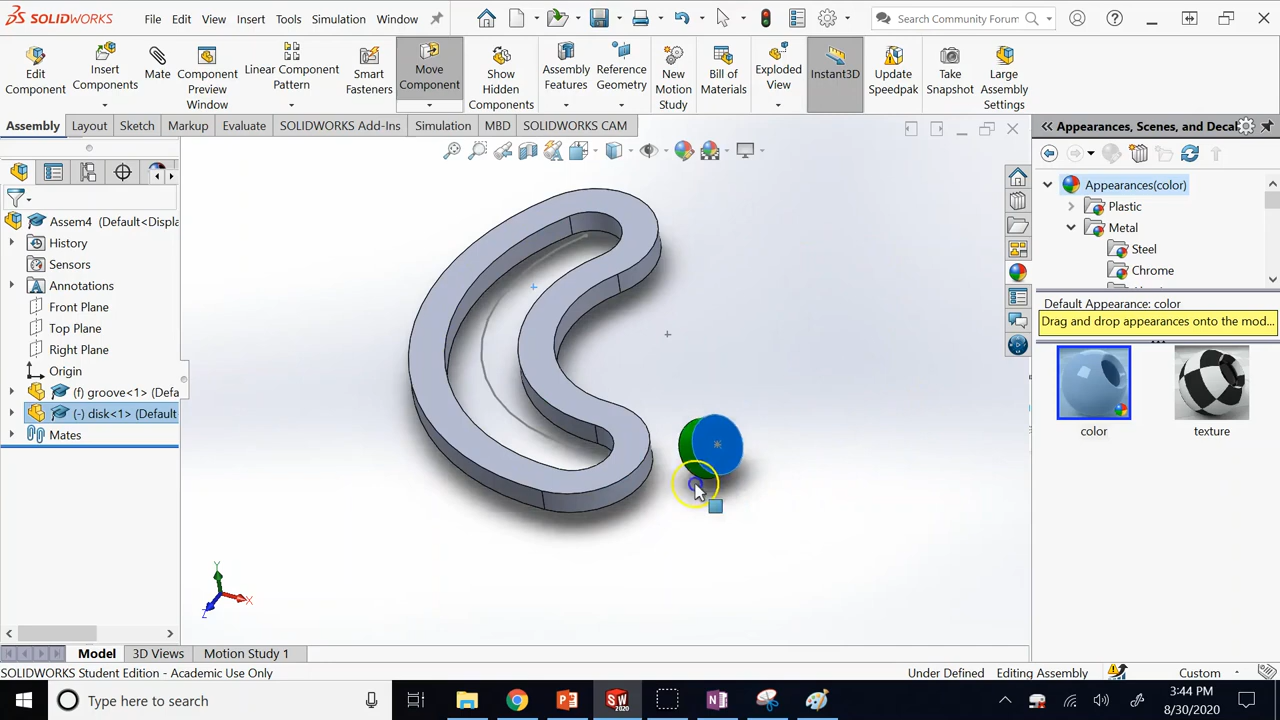 SOLIDWORKS File Edit View Insert Tools Simulation Window Search Community Forum
Edit Component
Insert Components
Mate
Component Preview Window
Linear Component Pattern
Smart Fasteners
Move Component
Show Hidden Components
Assembly Features
Reference Geometry
New Motion Study
Bill of Materials
Exploded View
Instant3D
Update Speedpak
Take Snapshot
Large Assembly Settings
Assembly Layout Sketch Markup Evaluate SOLIDWORKS Add-Ins Simulation MBD SOLIDWORKS CAM
Appearances, Scenes, and Decal
Assem4 (Default<Displa
History
Sensors
Annotations
Front Plane
Top Plane
Right Plane
Origin
(f) groove<1> (Defa
(-) disk<1> (Default
Mates
Appearances(color)
Plastic
Metal
Steel
Chrome
Default Appearance: color
Drag and drop appearances onto the mod...
color texture
Y
X
Z
Model 3D Views Motion Study 1
SOLIDWORKS Student Edition - Academic Use Only Under Defined Editing Assembly Custom
Type here to search
3:44 PM
8/30/2020